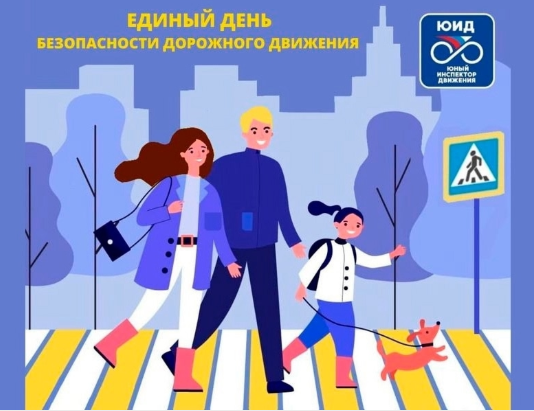 ЕДИНЫЙ ДЕНЬ
БЕЗОПАСНОСТИ ДОРОЖНОГО ДВИЖЕНИЯ
ЮИД
ЮНЫЙ
ИНСПЕКТОР
ДВИЖЕНИЯ